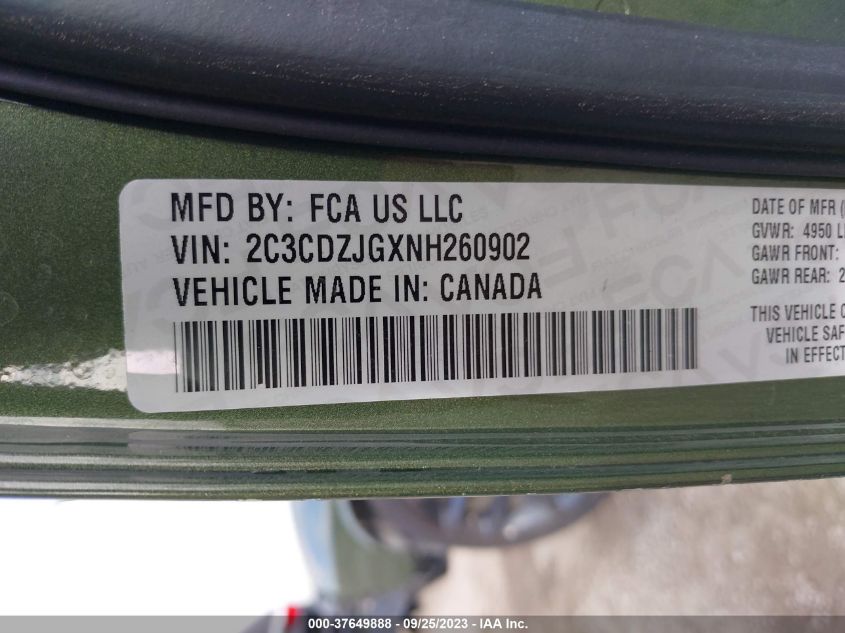 MFD BY: FCA US LLC
VIN: 2C3CDZJGXNH260902
VEHICLE MADE IN: CANADA
DATE OF MFR
GVWR: 4950
GAWR FRONT:
GAWR REAR:
THIS VEHICLE
VEHICLE
IN
000-37649888 - 09/25/2023 - IAA Inc.